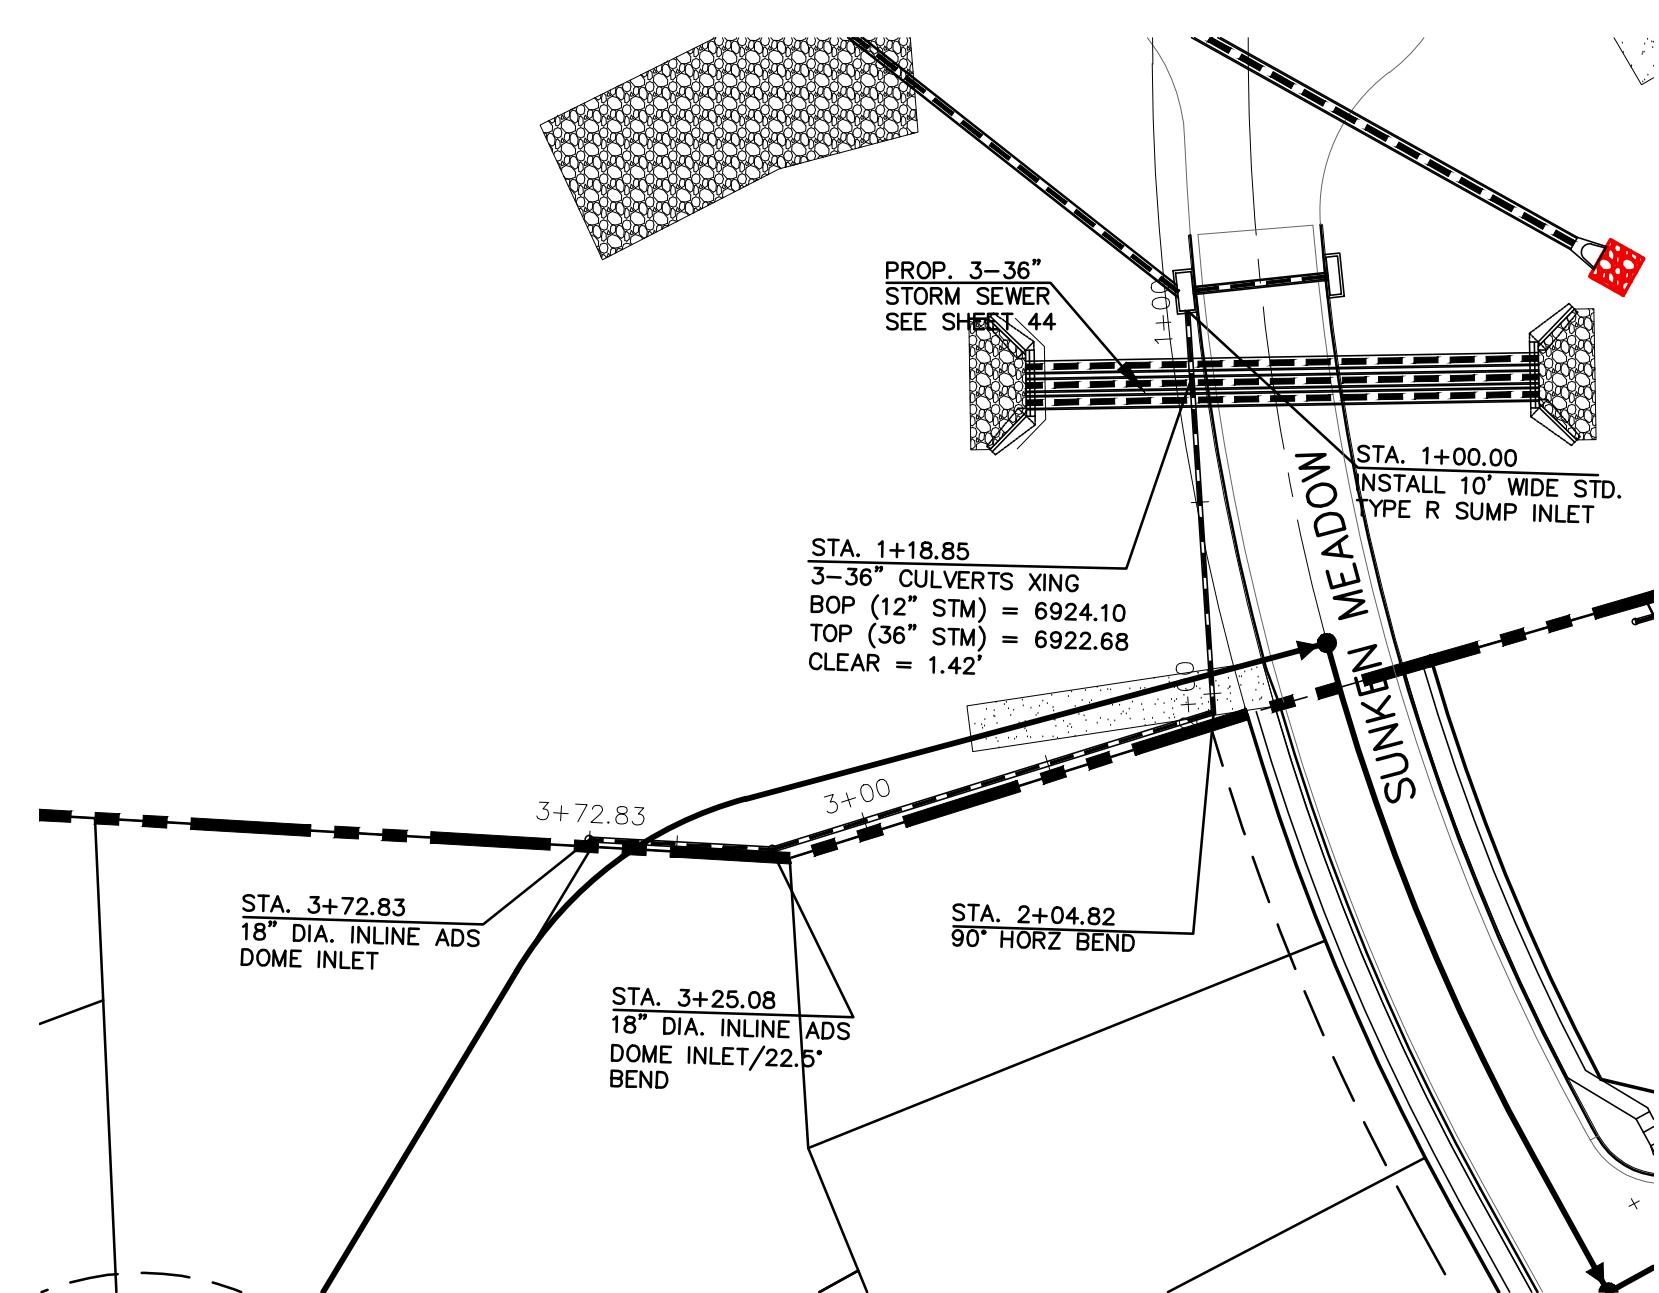 PROP. 3-36"
STORM SEWER
SEE SHEET 44
1+00
STA. 1+00.00
INSTALL 10' WIDE STD.
TYPE R SUMP INLET
STA. 1+18.85
3-36" CULVERTS XING
BOP (12" STM) = 6924.10
TOP (36" STM) = 6922.68
CLEAR = 1.42'
SUNKEN MEADOW
3+00
3+72.83
STA. 3+72.83
18" DIA. INLINE ADS
DOME INLET
STA. 2+04.82
90° HORZ BEND
STA. 3+25.08
18" DIA. INLINE ADS
DOME INLET/22.5°
BEND